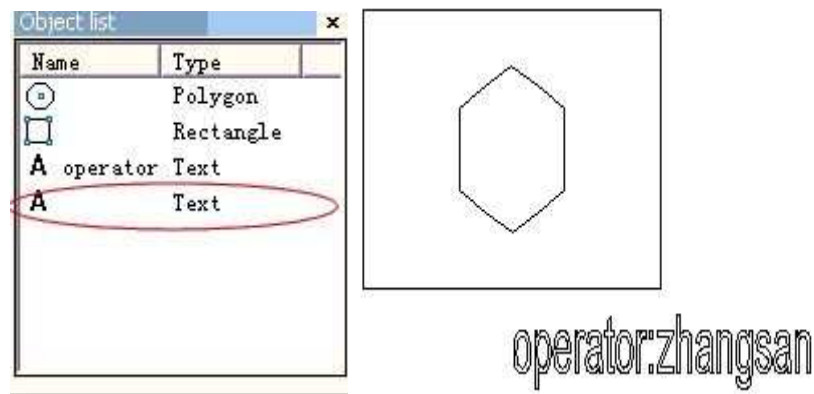 Object list
Name Type
Polygon
Rectangle
A operator Text
A Text
operator:zhangsan